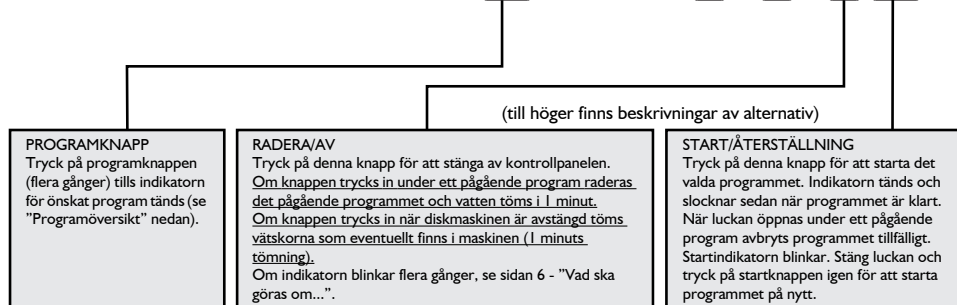 (till höger finns beskrivningar av alternativ)
PROGRAMKNAPP
Tryck på programknappen
(flera gånger) tills indikatorn
för önskat program tänds (se
”Programöversikt” nedan).
RADERA/AV
Tryck på denna knapp för att stänga av kontrollpanelen.
Om knappen trycks in under ett pågående program raderas
det pågående programmet och vatten töms i 1 minut.
Om knappen trycks in när diskmaskinen är avstängd töms
vätskorna som eventuellt finns i maskinen (1 minuts
tömning).
Om indikatorn blinkar flera gånger, se sidan 6 - ”Vad ska
göras om...”.
START/ÅTERSTÄLLNING
Tryck på denna knapp för att starta det
valda programmet. Indikatorn tänds och
slocknar sedan när programmet är klart.
När luckan öppnas under ett pågående
program avbryts programmet tillfälligt.
Startindikatorn blinkar. Stäng luckan och
tryck på startknappen igen för att starta
programmet på nytt.